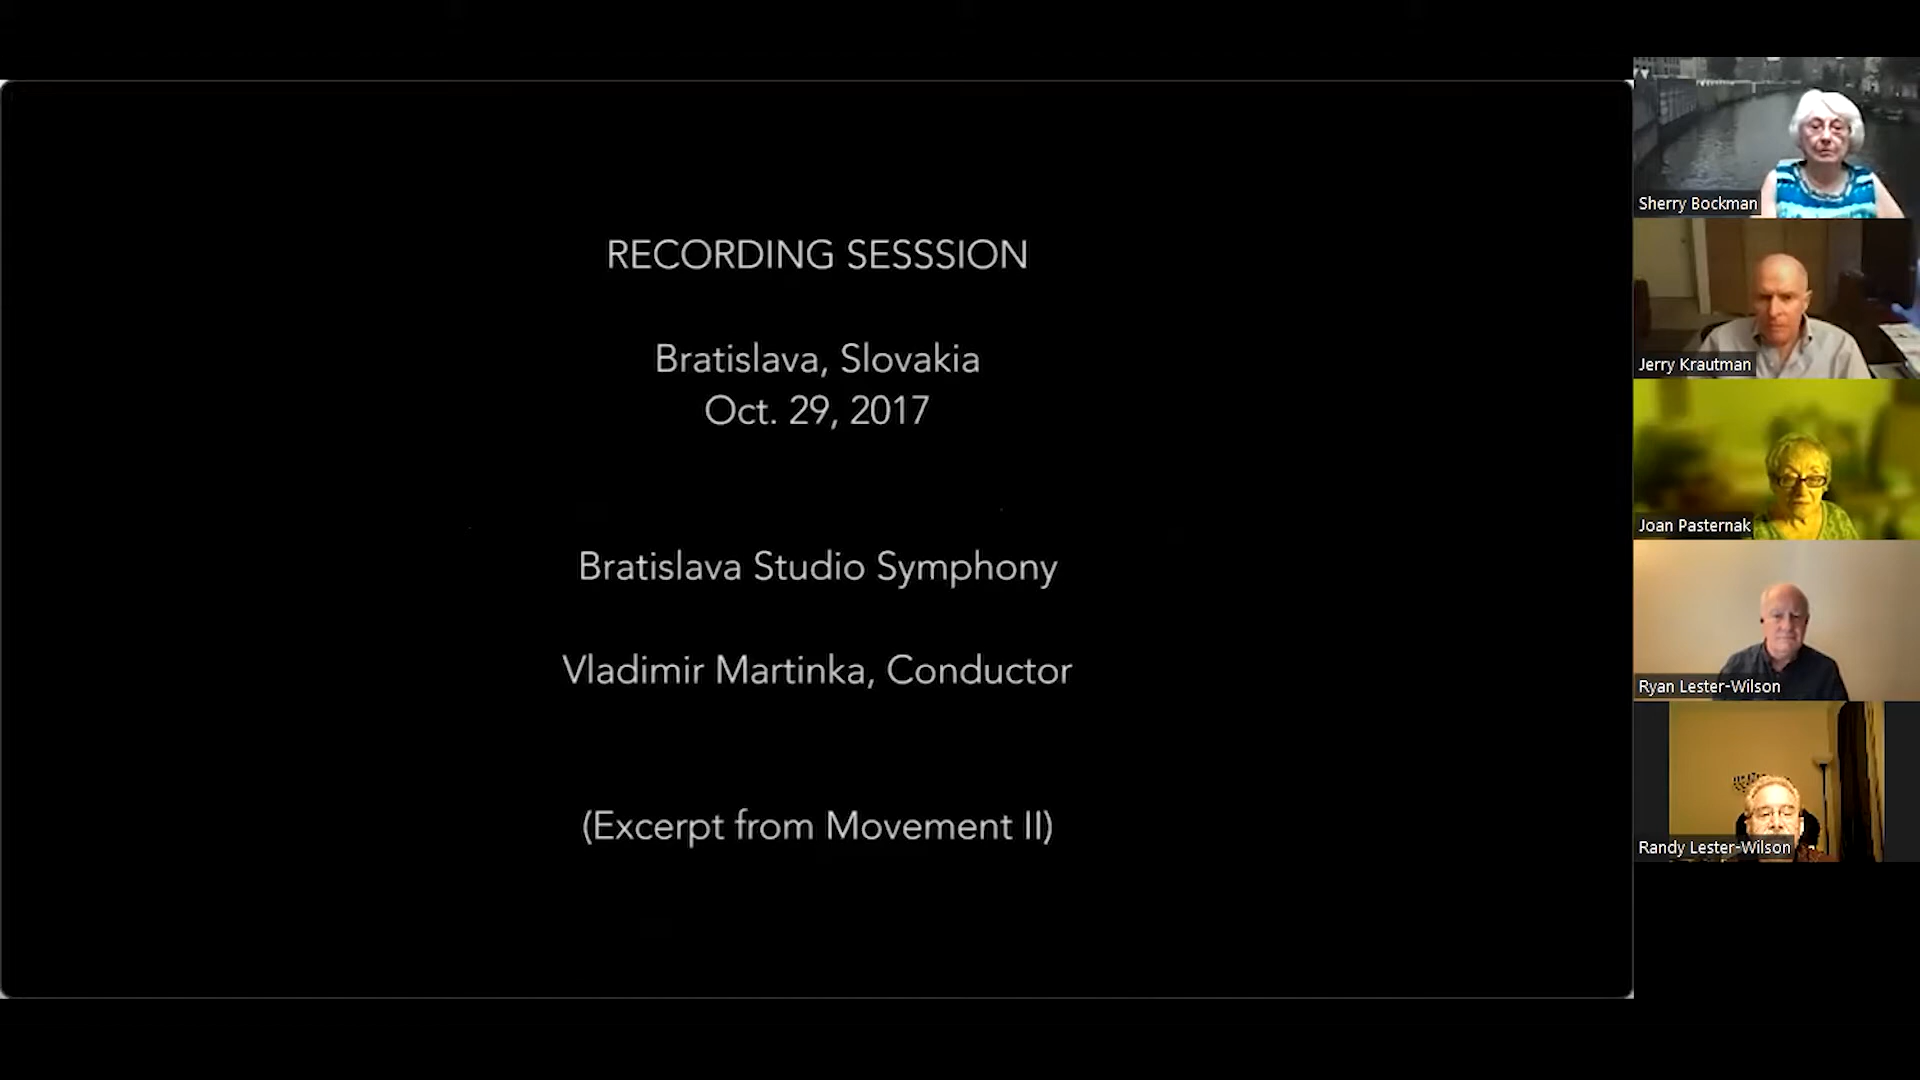 RECORDING SESSSION
Bratislava, Slovakia
Oct. 29, 2017
Bratislava Studio Symphony
Vladimir Martinka, Conductor
(Excerpt from Movement II)
Sherry Bockman
Jerry Krautman
Joan Pasternak
Ryan Lester-Wilson
Randy Lester-Wilson